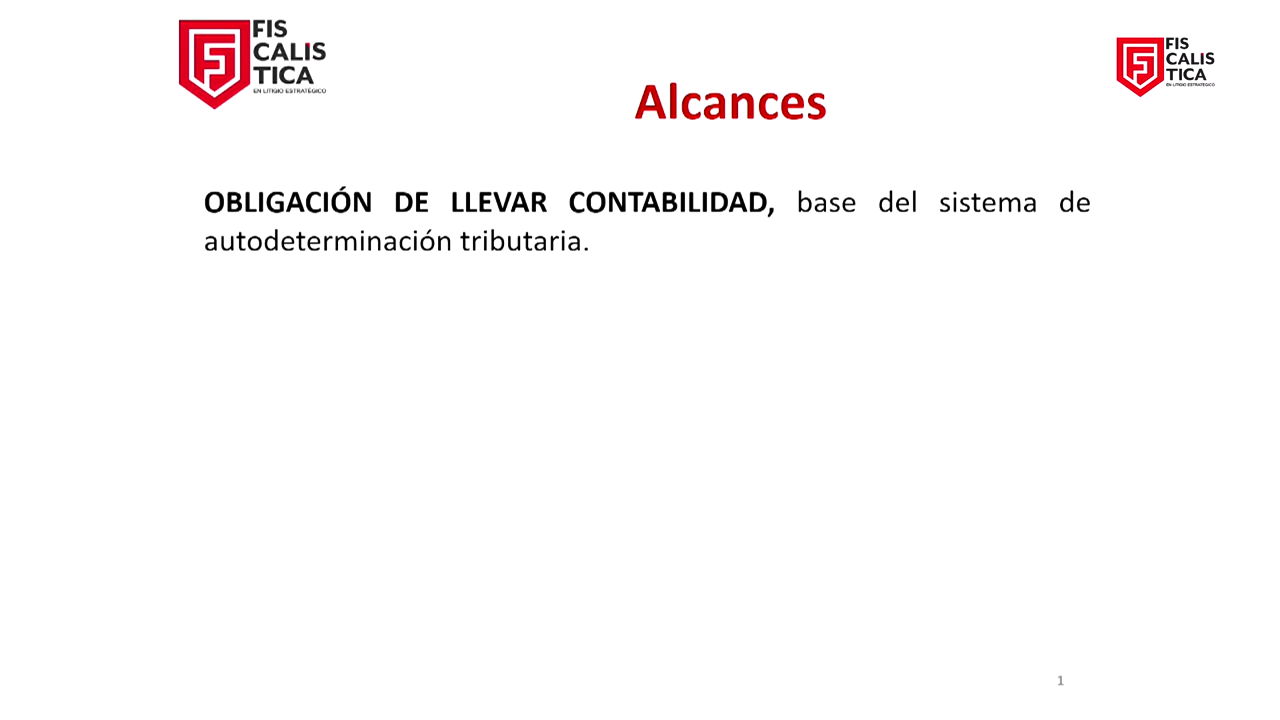 FIS
CALIS
TICA
EN LITIGIO ESTRATÉGICO
FIS
CALIS
TICA
EN LITIGIO ESTRATÉGICO
Alcances
OBLIGACIÓN DE LLEVAR CONTABILIDAD, base del sistema de
autodeterminación tributaria.
1